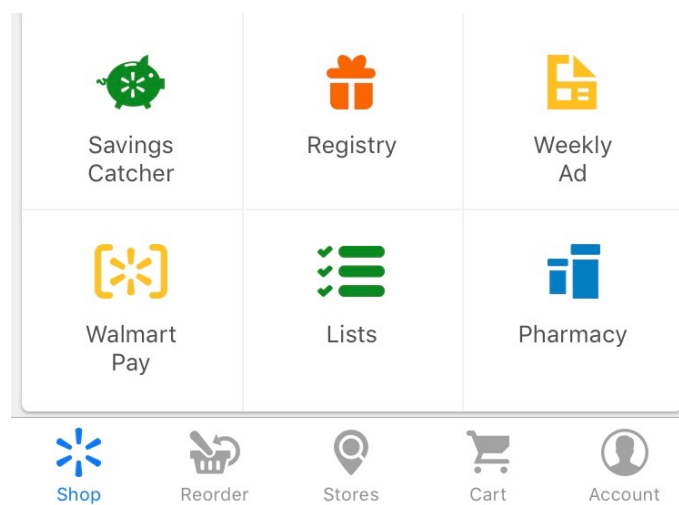 Savings
Catcher
Registry
Weekly
Ad
Walmart
Pay
Lists
Pharmacy
Shop
Reorder
Stores
Cart
Account